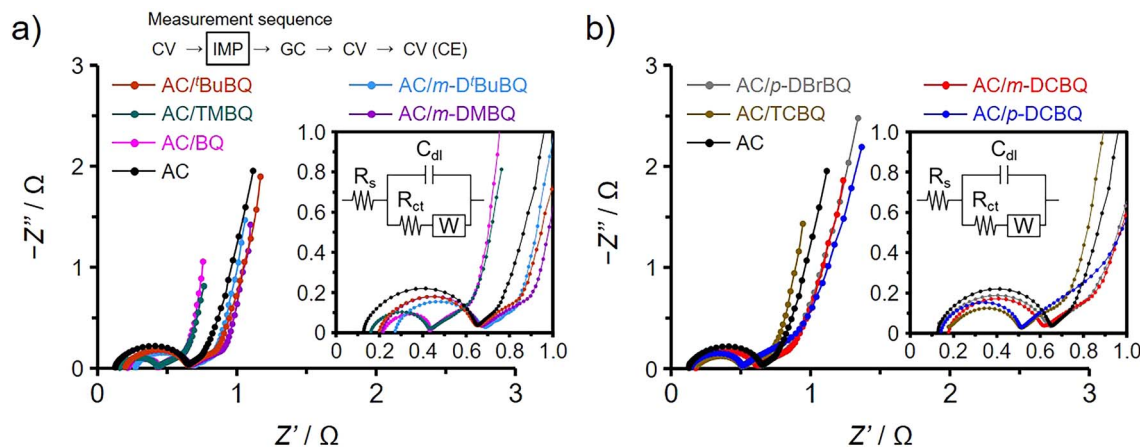 a)
Measurement sequence
CV → IMP → GC → CV → CV (CE)
3
2
1
0
−Z″ / Ω
AC/ᵗBuBQ
AC/TMBQ
AC/BQ
AC
AC/m-DᵗBuBQ
AC/m-DMBQ
1.0
0.8
0.6
0.4
0.2
0
0 0.2 0.4 0.6 0.8 1.0
Cdl
Rs
Rct
W
0 1 2 3
Z′ / Ω
b)
3
2
1
0
−Z″ / Ω
AC/p-DBrBQ
AC/TCBQ
AC
AC/m-DCBQ
AC/p-DCBQ
1.0
0.8
0.6
0.4
0.2
0
0 0.2 0.4 0.6 0.8 1.0
Cdl
Rs
Rct
W
0 1 2 3
Z′ / Ω